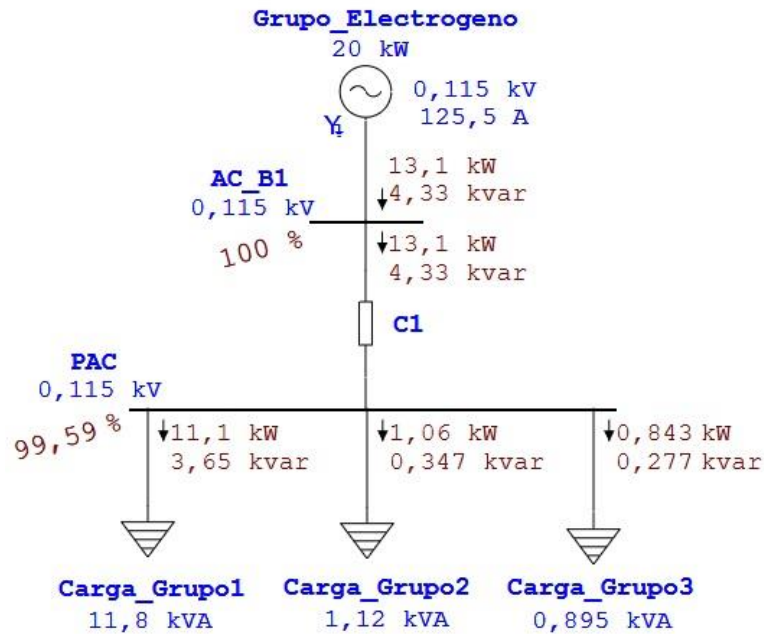 Grupo_Electrogeno
20 kW
0,115 kV
125,5 A
13,1 kW
4,33 kvar
AC_B1
0,115 kV
100 %
13,1 kW
4,33 kvar
C1
PAC
0,115 kV
99,59 %
11,1 kW
3,65 kvar
1,06 kW
0,347 kvar
0,843 kW
0,277 kvar
Carga_Grupo1
11,8 kVA
Carga_Grupo2
1,12 kVA
Carga_Grupo3
0,895 kVA